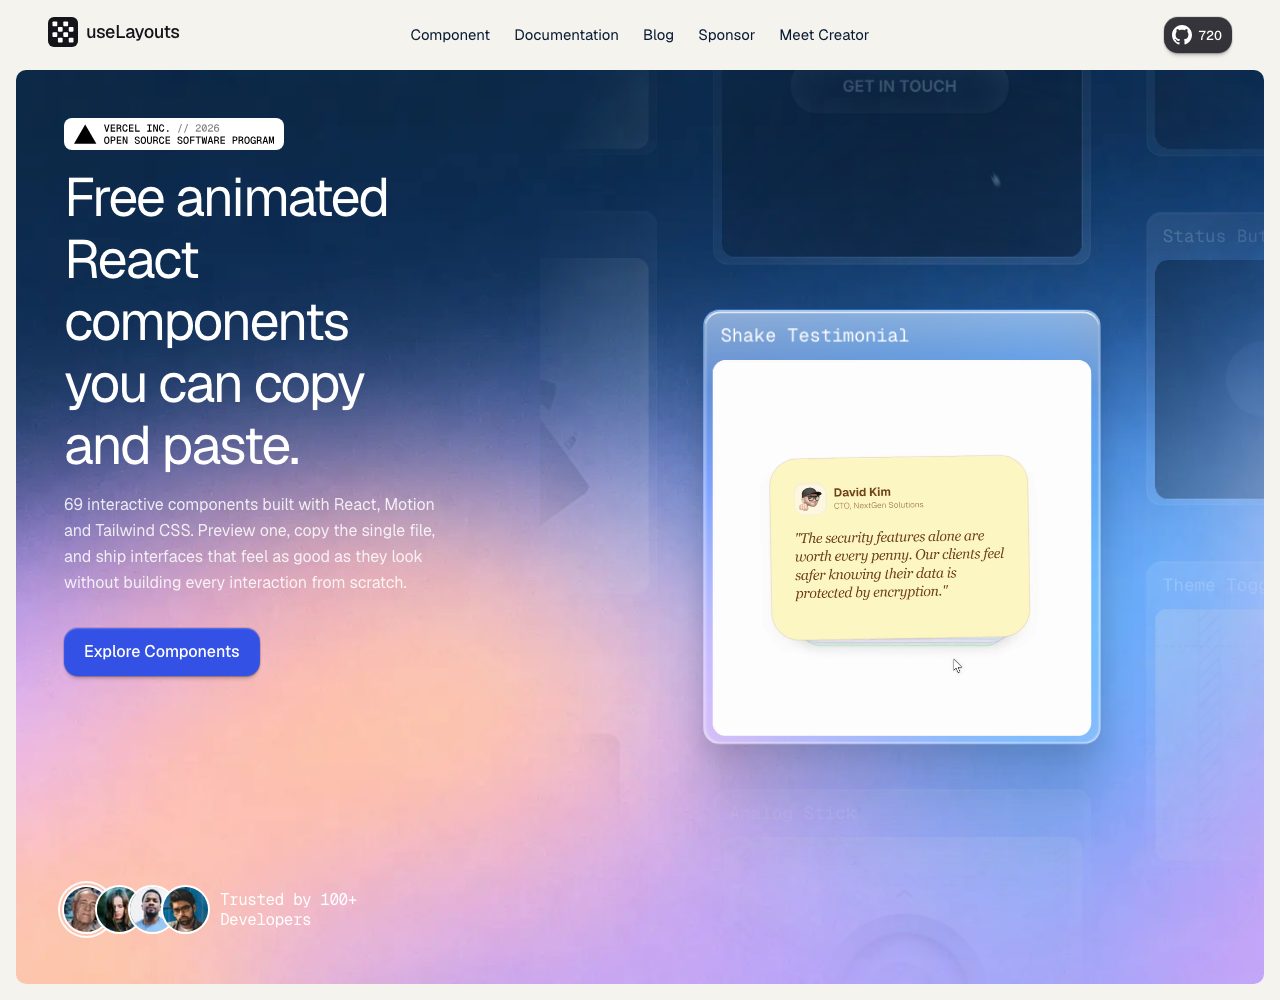 useLayouts
Component
Documentation
Blog
Sponsor
Meet Creator
720
VERCEL INC. // 2026
OPEN SOURCE SOFTWARE PROGRAM
Free animated
React
components
you can copy
and paste.
69 interactive components built with React, Motion
and Tailwind CSS. Preview one, copy the single file,
and ship interfaces that feel as good as they look
without building every interaction from scratch.
Explore Components
Trusted by 100+
Developers
GET IN TOUCH
Shake Testimonial
David Kim
CTO, NextGen Solutions
"The security features alone are
worth every penny. Our clients feel
safer knowing their data is
protected by encryption."
Analog Stick
Status But
Theme Togg